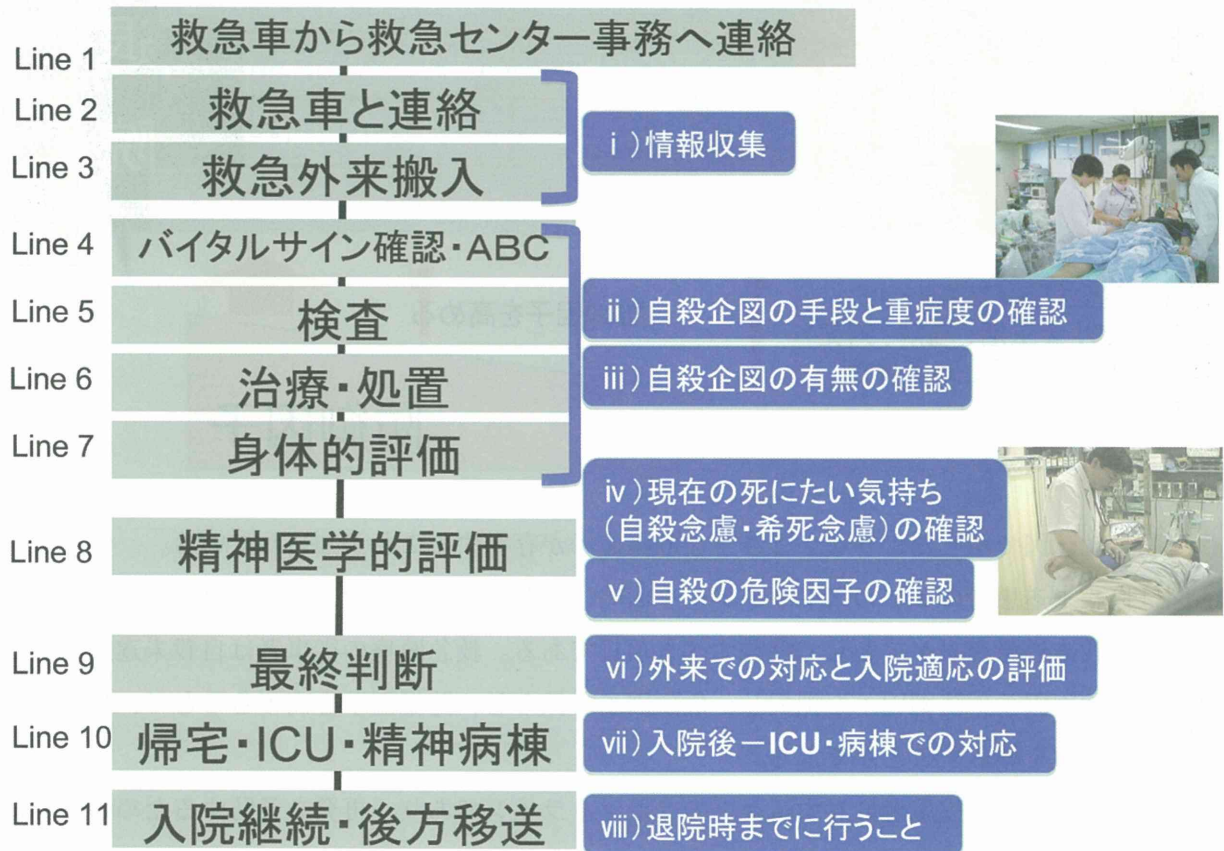 Line 1 救急車から救急センター事務へ連絡
Line 2 救急車と連絡
i)情報収集
Line 3 救急外来搬入
Line 4 バイタルサイン確認・ABC
Line 5 検査
ii)自殺企図の手段と重症度の確認
Line 6 治療・処置
iii)自殺企図の有無の確認
Line 7 身体的評価
iv)現在の死にたい気持ち
(自殺念慮・希死念慮)の確認
Line 8 精神医学的評価
v)自殺の危険因子の確認
Line 9 最終判断
vi)外来での対応と入院適応の評価
Line 10 帰宅・ICU・精神病棟
vii)入院後－ICU・病棟での対応
Line 11 入院継続・後方移送
viii)退院時までに行うこと